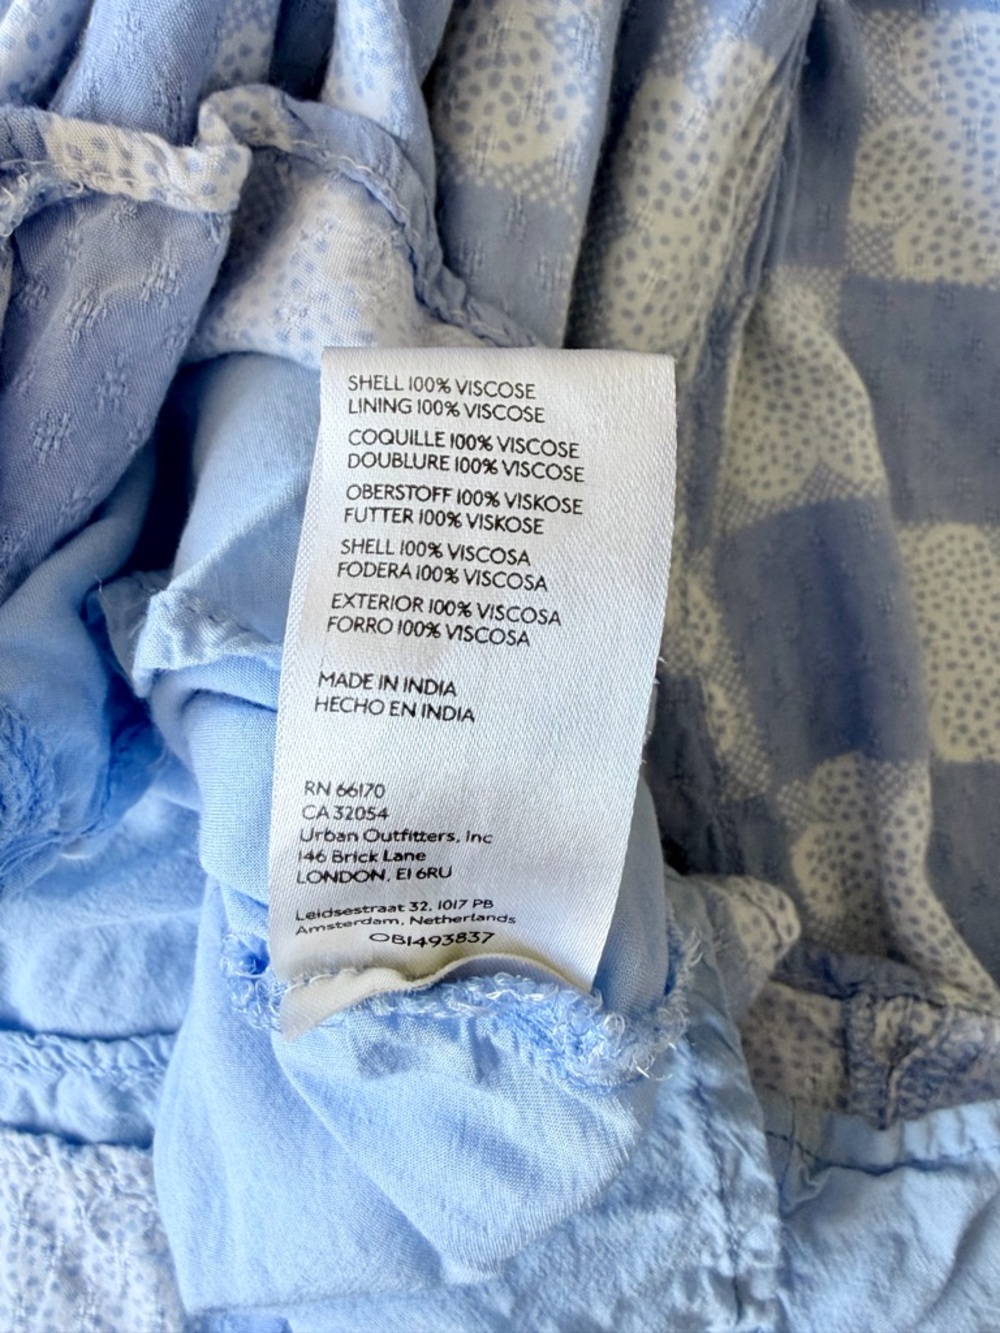 SHELL 100% VISCOSE
LINING 100% VISCOSE
COQUILLE 100% VISCOSE
DOUBLURE 100% VISCOSE
OBERSTOFF 100% VISKOSE
FUTTER 100% VISKOSE
SHELL 100% VISCOSA
FODERA 100% VISCOSA
EXTERIOR 100% VISCOSA
FORRO 100% VISCOSA
MADE IN INDIA
HECHO EN INDIA
RN 66170
CA 32054
Urban Outfitters, Inc
146 Brick Lane
LONDON, E1 6RU
Leidsestraat 32, 1017 PB
Amsterdam, Netherlands
OB1493837